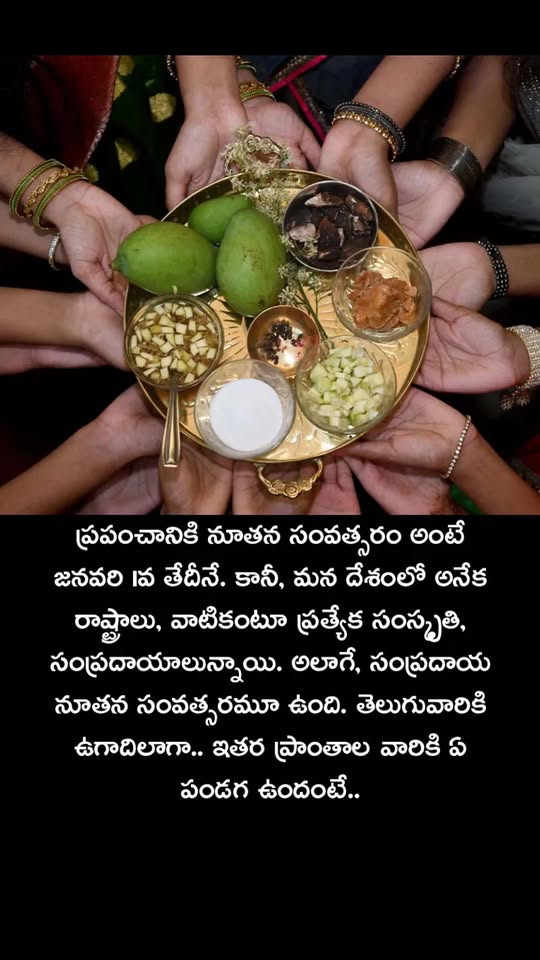 ప్రపంచానికి నూతన సంవత్సరం అంటే
జనవరి 1వ తేదీనే. కానీ, మన దేశంలో అనేక
రాష్ట్రాలు, వాటికంటూ ప్రత్యేక సంస్కృతి,
సంప్రదాయాలున్నాయి. అలాగే, సంప్రదాయ
నూతన సంవత్సరమూ ఉంది. తెలుగువారికి
ఉగాదిలాగా.. ఇతర ప్రాంతాల వారికి ఏ
పండగ ఉందంటే..